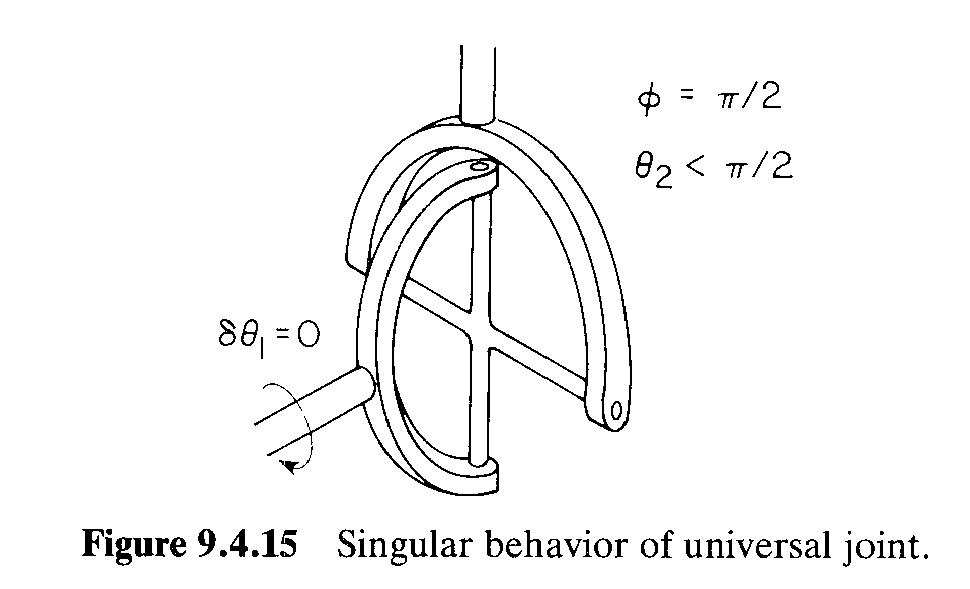 ϕ = π/2
θ₂ < π/2
δθ₁ = 0
Figure 9.4.15 Singular behavior of universal joint.